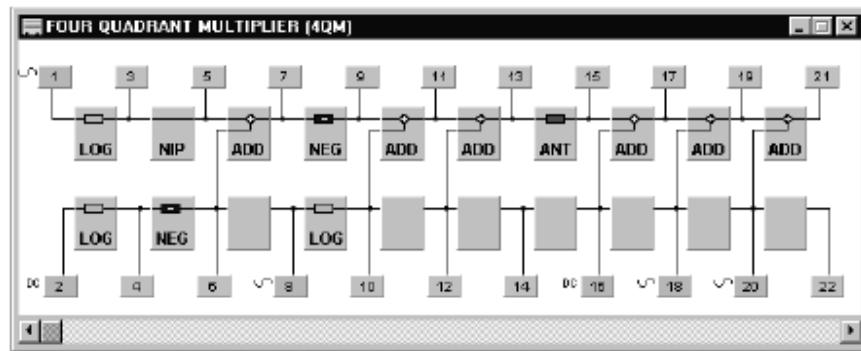 FOUR QUADRANT MULTIPLIER (4QM)
1 3 5 7 9 11 13 15 17 19 21
LOG NIP ADD NEG ADD ADD ANT ADD ADD ADD
LOG NEG LOG
DC 2 4 6 8 10 12 14 DC 16 18 20 22